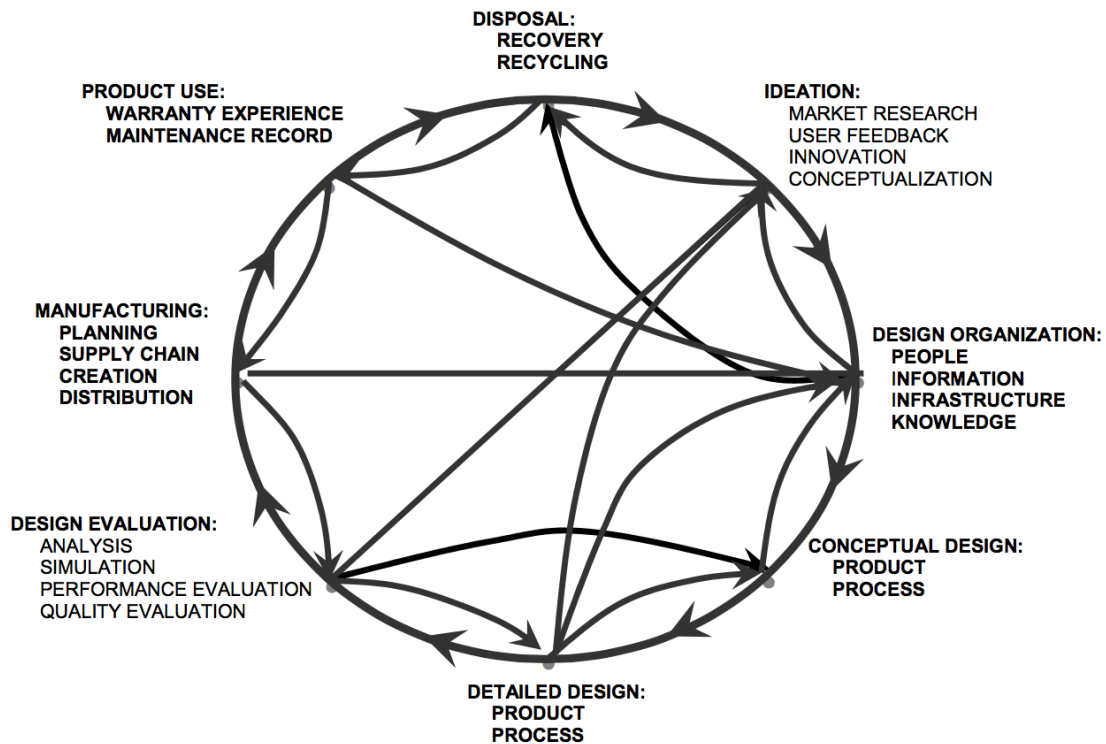 DISPOSAL:
RECOVERY
RECYCLING
PRODUCT USE:
WARRANTY EXPERIENCE
MAINTENANCE RECORD
IDEATION:
MARKET RESEARCH
USER FEEDBACK
INNOVATION
CONCEPTUALIZATION
MANUFACTURING:
PLANNING
SUPPLY CHAIN
CREATION
DISTRIBUTION
DESIGN ORGANIZATION:
PEOPLE
INFORMATION
INFRASTRUCTURE
KNOWLEDGE
DESIGN EVALUATION:
ANALYSIS
SIMULATION
PERFORMANCE EVALUATION
QUALITY EVALUATION
CONCEPTUAL DESIGN:
PRODUCT
PROCESS
DETAILED DESIGN:
PRODUCT
PROCESS